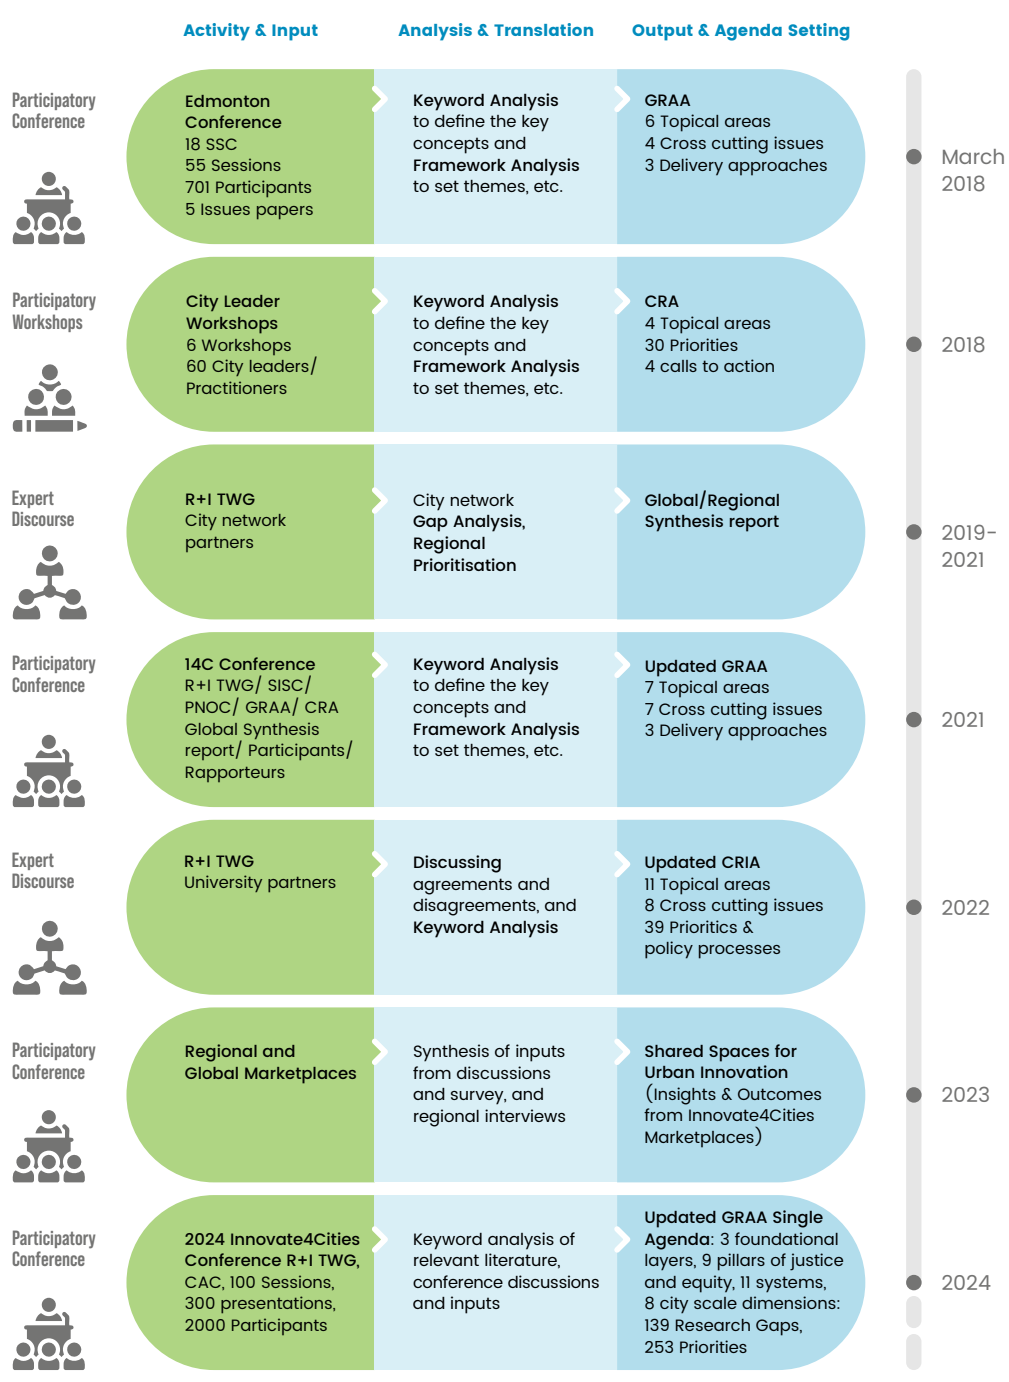 Activity & Input
Analysis & Translation
Output & Agenda Setting
Participatory
Conference
Edmonton
Conference
18 SSC
55 Sessions
701 Participants
5 Issues papers
Keyword Analysis
to define the key
concepts and
Framework Analysis
to set themes, etc.
GRAA
6 Topical areas
4 Cross cutting issues
3 Delivery approaches
March
2018
Participatory
Workshops
City Leader
Workshops
6 Workshops
60 City leaders/
Practitioners
Keyword Analysis
to define the key
concepts and
Framework Analysis
to set themes, etc.
CRA
4 Topical areas
30 Priorities
4 calls to action
2018
Expert
Discourse
R+I TWG
City network
partners
City network
Gap Analysis,
Regional
Prioritisation
Global/Regional
Synthesis report
2019-
2021
Participatory
Conference
14C Conference
R+I TWG/ SISC/
PNOC/ GRAA/ CRA
Global Synthesis
report/ Participants/
Rapporteurs
Keyword Analysis
to define the key
concepts and
Framework Analysis
to set themes, etc.
Updated GRAA
7 Topical areas
7 Cross cutting issues
3 Delivery approaches
2021
Expert
Discourse
R+I TWG
University partners
Discussing
agreements and
disagreements, and
Keyword Analysis
Updated CRIA
11 Topical areas
8 Cross cutting issues
39 Prioritics &
policy processes
2022
Participatory
Conference
Regional and
Global Marketplaces
Synthesis of inputs
from discussions
and survey, and
regional interviews
Shared Spaces for
Urban Innovation
(Insights & Outcomes
from Innovate4Cities
Marketplaces)
2023
Participatory
Conference
2024 Innovate4Cities
Conference R+I TWG,
CAC, 100 Sessions,
300 presentations,
2000 Participants
Keyword analysis of
relevant literature,
conference discussions
and inputs
Updated GRAA Single
Agenda: 3 foundational
layers, 9 pillars of justice
and equity, 11 systems,
8 city scale dimensions:
139 Research Gaps,
253 Priorities
2024